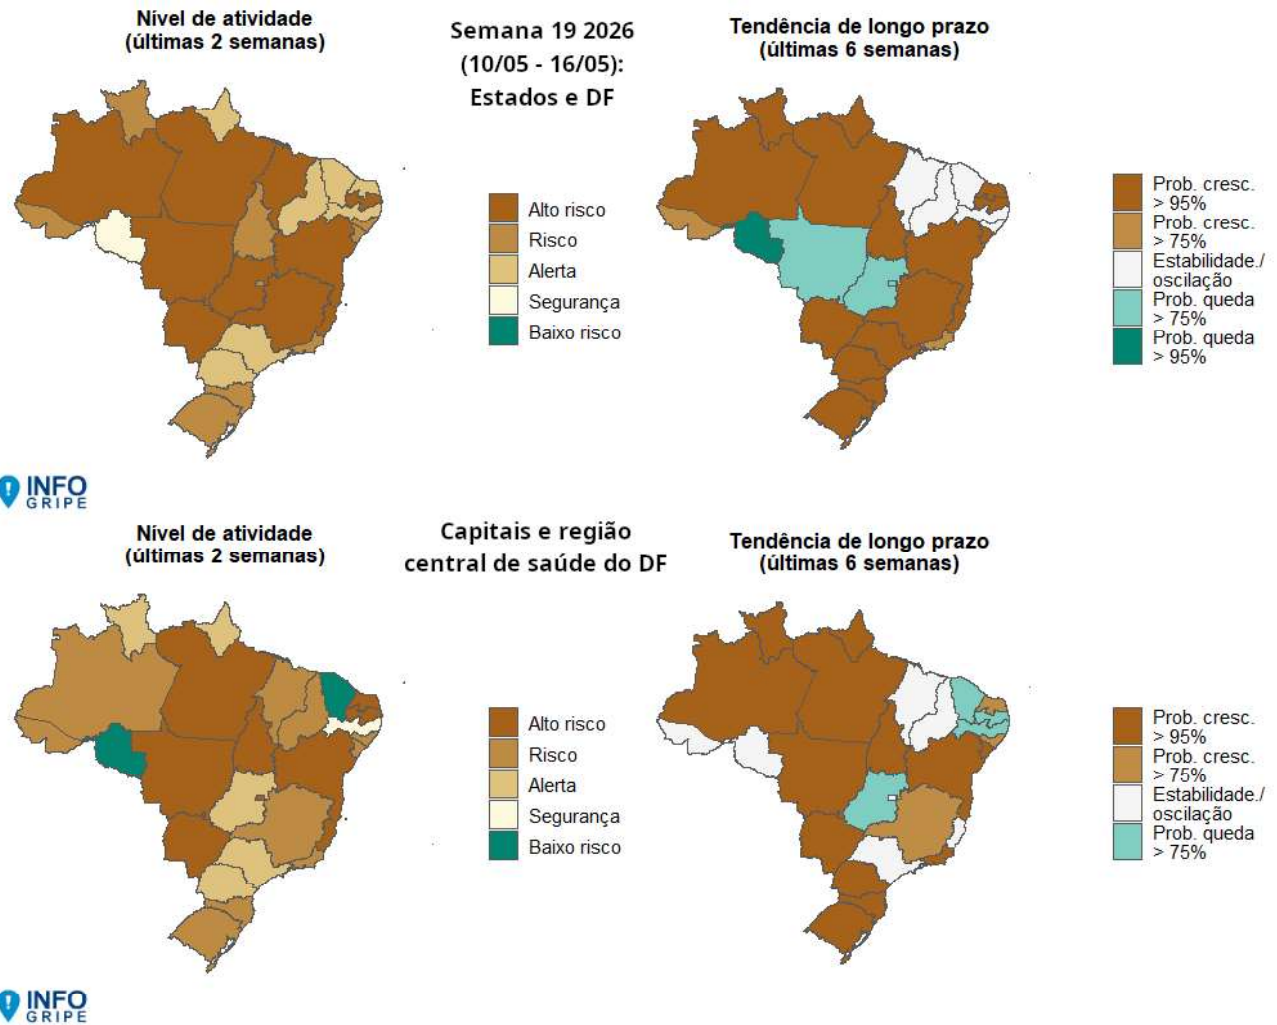 Nível de atividade
(últimas 2 semanas)
Semana 19 2026
(10/05 - 16/05):
Estados e DF
Tendência de longo prazo
(últimas 6 semanas)
Alto risco
Risco
Alerta
Segurança
Baixo risco
Prob. cresc.
> 95%
Prob. cresc.
> 75%
Estabilidade./
oscilação
Prob. queda
> 75%
Prob. queda
> 95%
INFO
GRIPE
Nível de atividade
(últimas 2 semanas)
Capitais e região
central de saúde do DF
Tendência de longo prazo
(últimas 6 semanas)
Alto risco
Risco
Alerta
Segurança
Baixo risco
Prob. cresc.
> 95%
Prob. cresc.
> 75%
Estabilidade./
oscilação
Prob. queda
> 75%
INFO
GRIPE